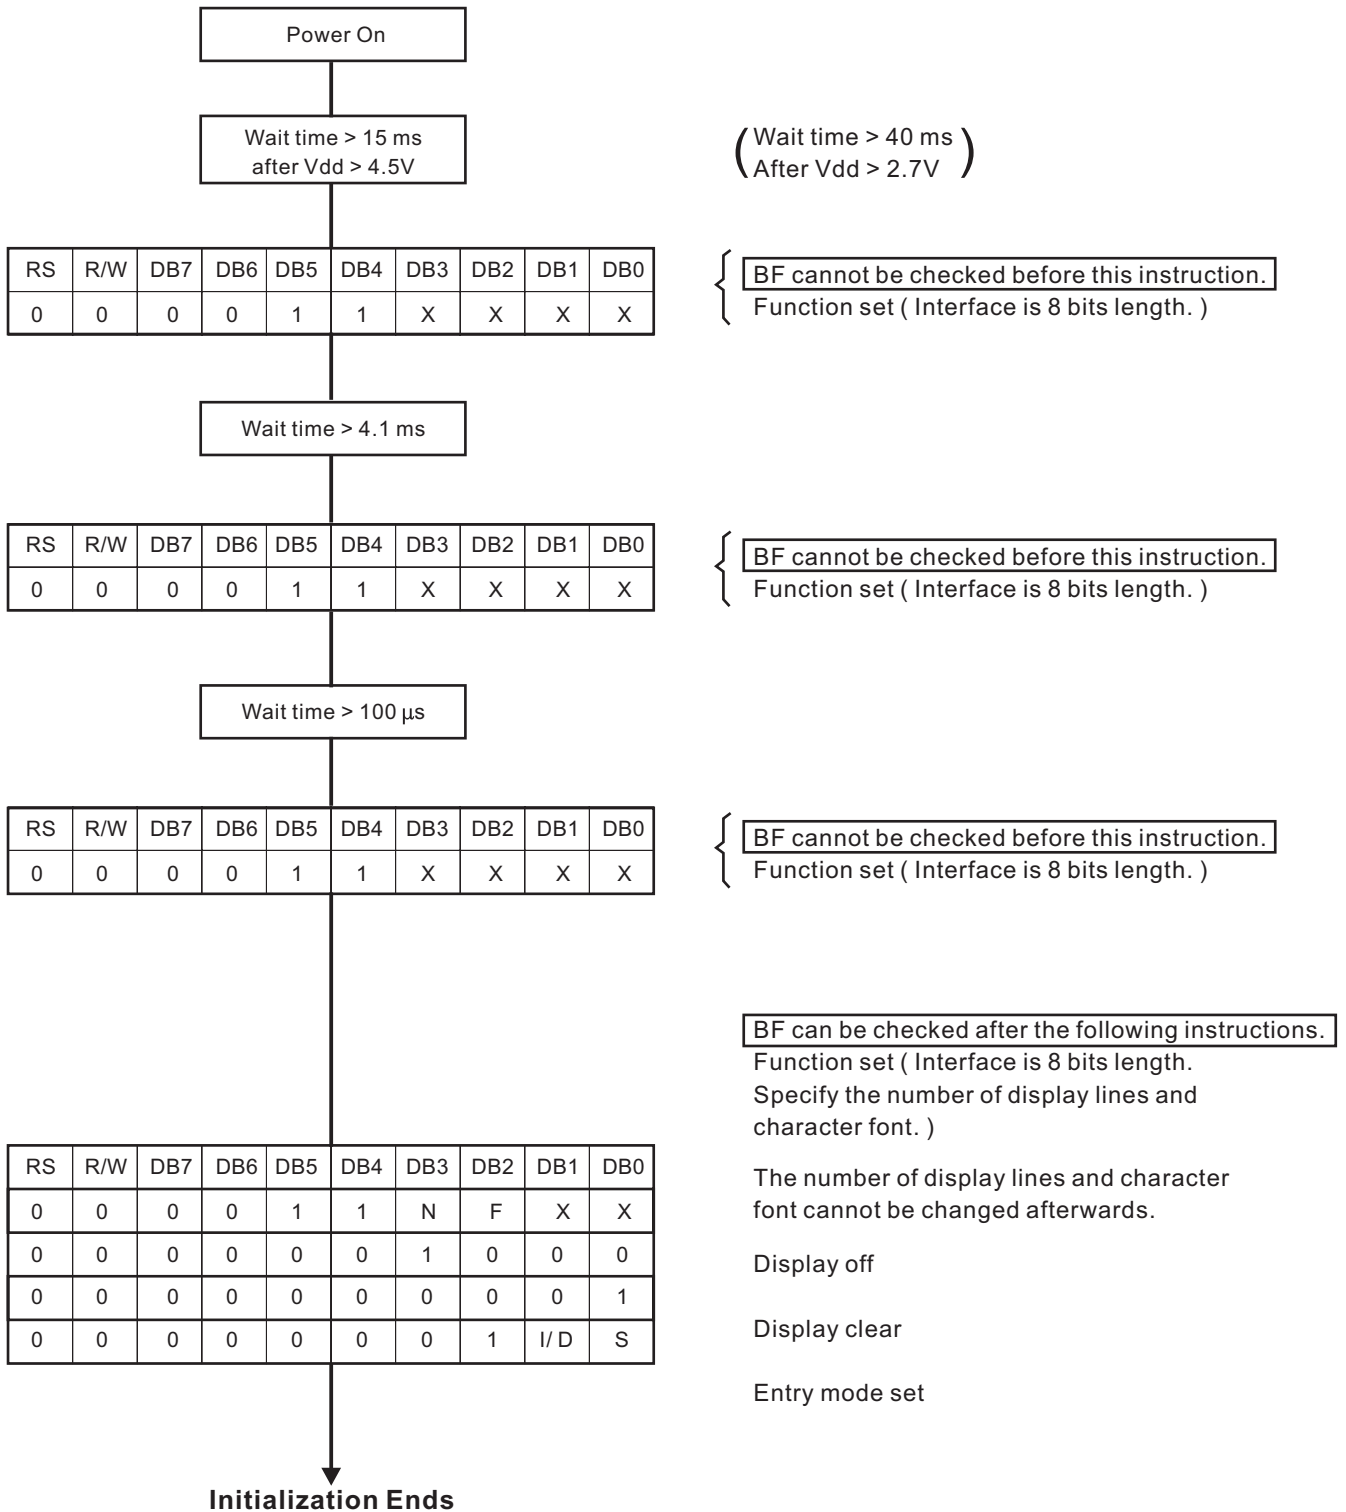 Power On
Wait time > 15 ms
after Vdd > 4.5V
(Wait time > 40 ms
After Vdd > 2.7V)
RS R/W DB7 DB6 DB5 DB4 DB3 DB2 DB1 DB0
0 0 0 0 1 1 X X X X
BF cannot be checked before this instruction.
Function set ( Interface is 8 bits length. )
Wait time > 4.1 ms
RS R/W DB7 DB6 DB5 DB4 DB3 DB2 DB1 DB0
0 0 0 0 1 1 X X X X
BF cannot be checked before this instruction.
Function set ( Interface is 8 bits length. )
Wait time > 100 µs
RS R/W DB7 DB6 DB5 DB4 DB3 DB2 DB1 DB0
0 0 0 0 1 1 X X X X
BF cannot be checked before this instruction.
Function set ( Interface is 8 bits length. )
BF can be checked after the following instructions.
Function set ( Interface is 8 bits length.
Specify the number of display lines and
character font. )
RS R/W DB7 DB6 DB5 DB4 DB3 DB2 DB1 DB0
0 0 0 0 1 1 N F X X
0 0 0 0 0 0 1 0 0 0
0 0 0 0 0 0 0 0 0 1
0 0 0 0 0 0 0 1 I/ D S
The number of display lines and character
font cannot be changed afterwards.
Display off
Display clear
Entry mode set
Initialization Ends